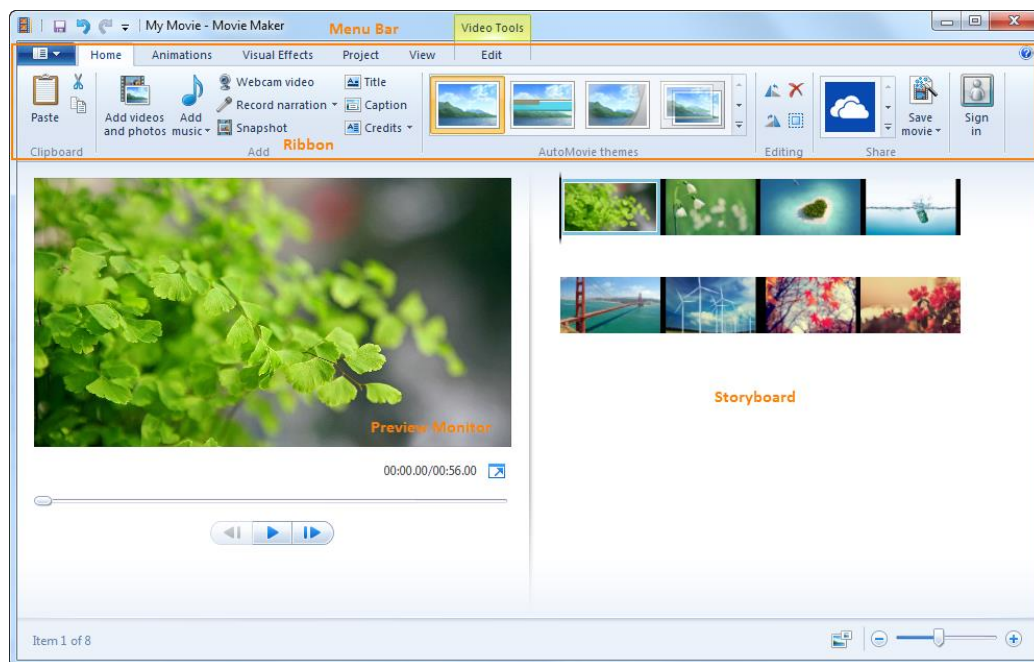 My Movie - Movie Maker
Menu Bar
Video Tools
Home
Animations
Visual Effects
Project
View
Edit
Paste
Clipboard
Add videos
and photos
Add
music
Webcam video
Record narration
Snapshot
Title
Caption
Credits
Add
Ribbon
AutoMovie themes
Editing
Save
movie
Share
Sign
in
Preview Monitor
Storyboard
00:00.00/00:56.00
Item 1 of 8